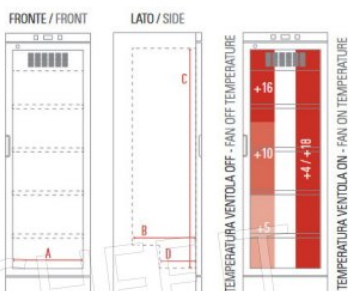 FRONTE / FRONT
LATO / SIDE
C
A
B
D
TEMPERATURA VENTOLA OFF - FAN OFF TEMPERATURE
+16
+10
+5
+4 / +18
TEMPERATURA VENTOLA ON - FAN ON TEMPERATURE